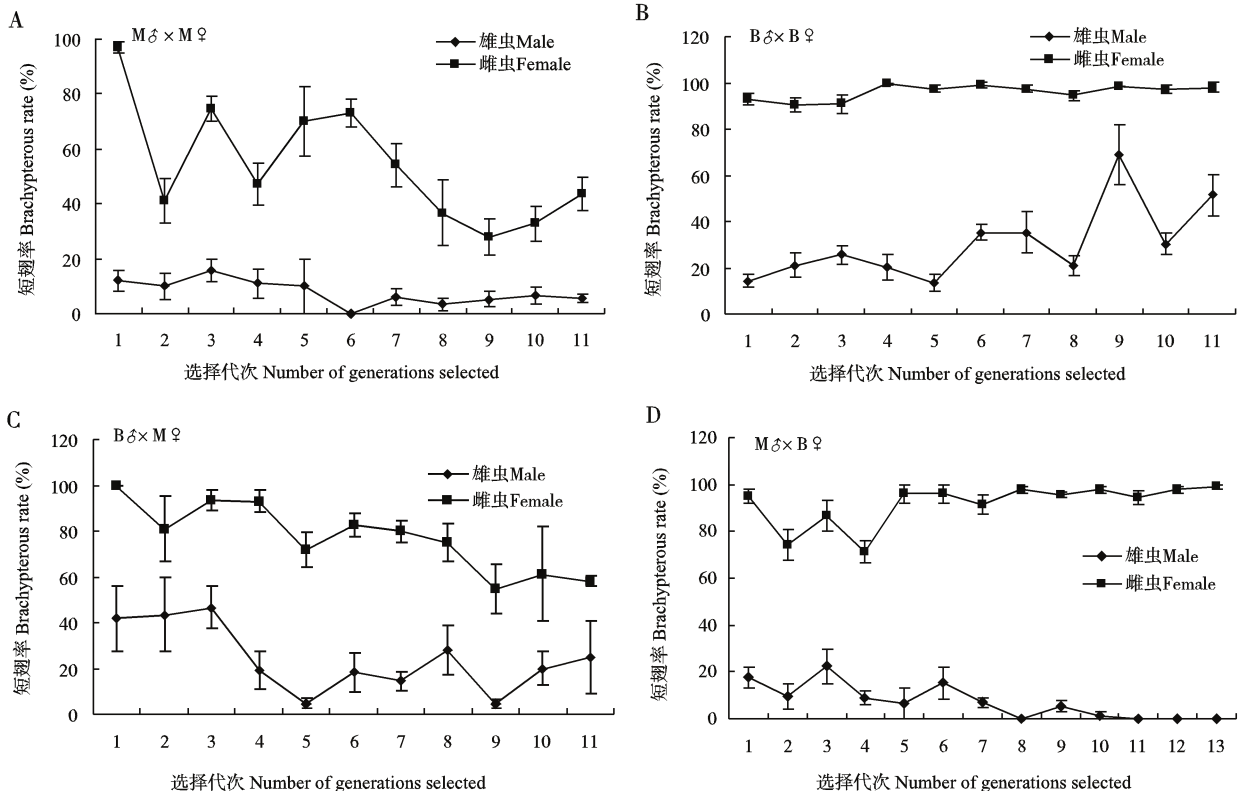 A
M♂×M♀
雄虫Male
雌虫Female
短翅率 Brachypterous rate (%)
100
80
60
40
20
0
1 2 3 4 5 6 7 8 9 10 11
选择代次 Number of generations selected
B
B♂×B♀
雄虫Male
雌虫Female
短翅率 Brachypterous rate (%)
120
100
80
60
40
20
0
1 2 3 4 5 6 7 8 9 10 11
选择代次 Number of generations selected
C
B♂×M♀
雄虫Male
雌虫Female
短翅率 Brachypterous rate (%)
120
100
80
60
40
20
0
1 2 3 4 5 6 7 8 9 10 11
选择代次 Number of generations selected
D
M♂×B♀
雄虫Male
雌虫Female
短翅率 Brachypterous rate (%)
120
100
80
60
40
20
0
1 2 3 4 5 6 7 8 9 10 11 12 13
选择代次 Number of generations selected